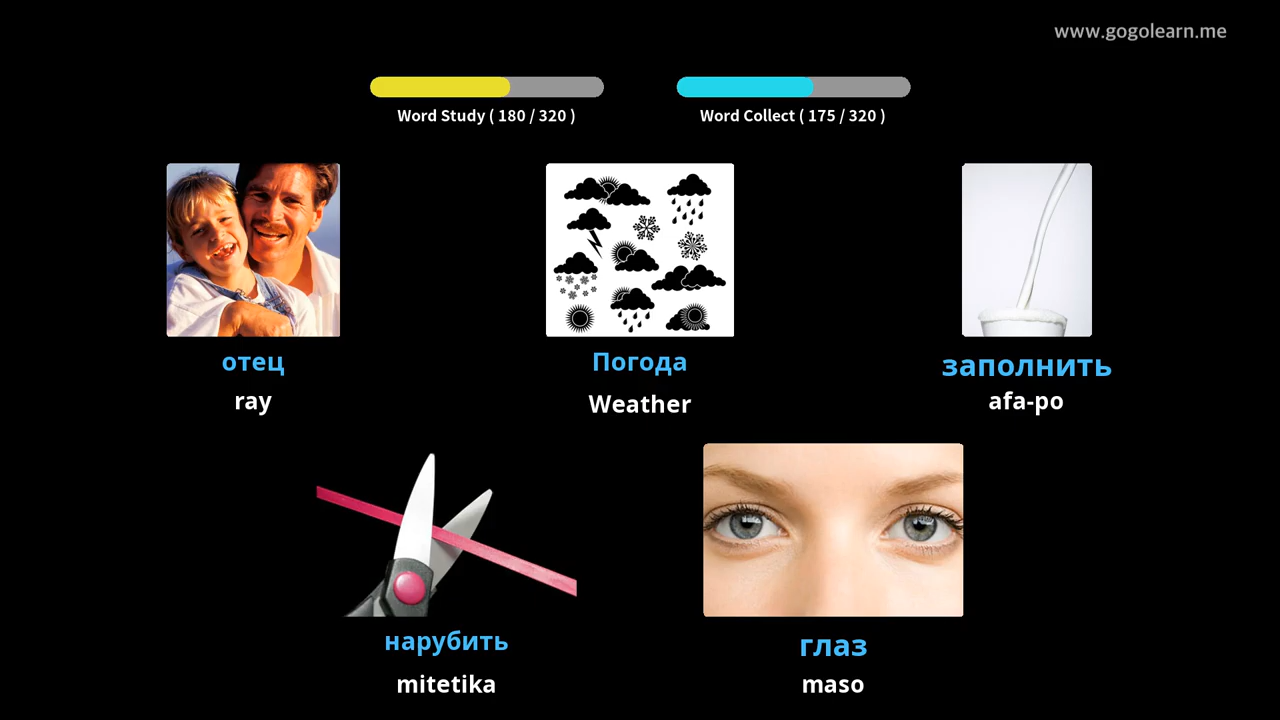 www.gogolearn.me
Word Study ( 180 / 320 )
Word Collect ( 175 / 320 )
отец
ray
Погода
Weather
заполнить
afa-po
нарубить
mitetika
глаз
maso